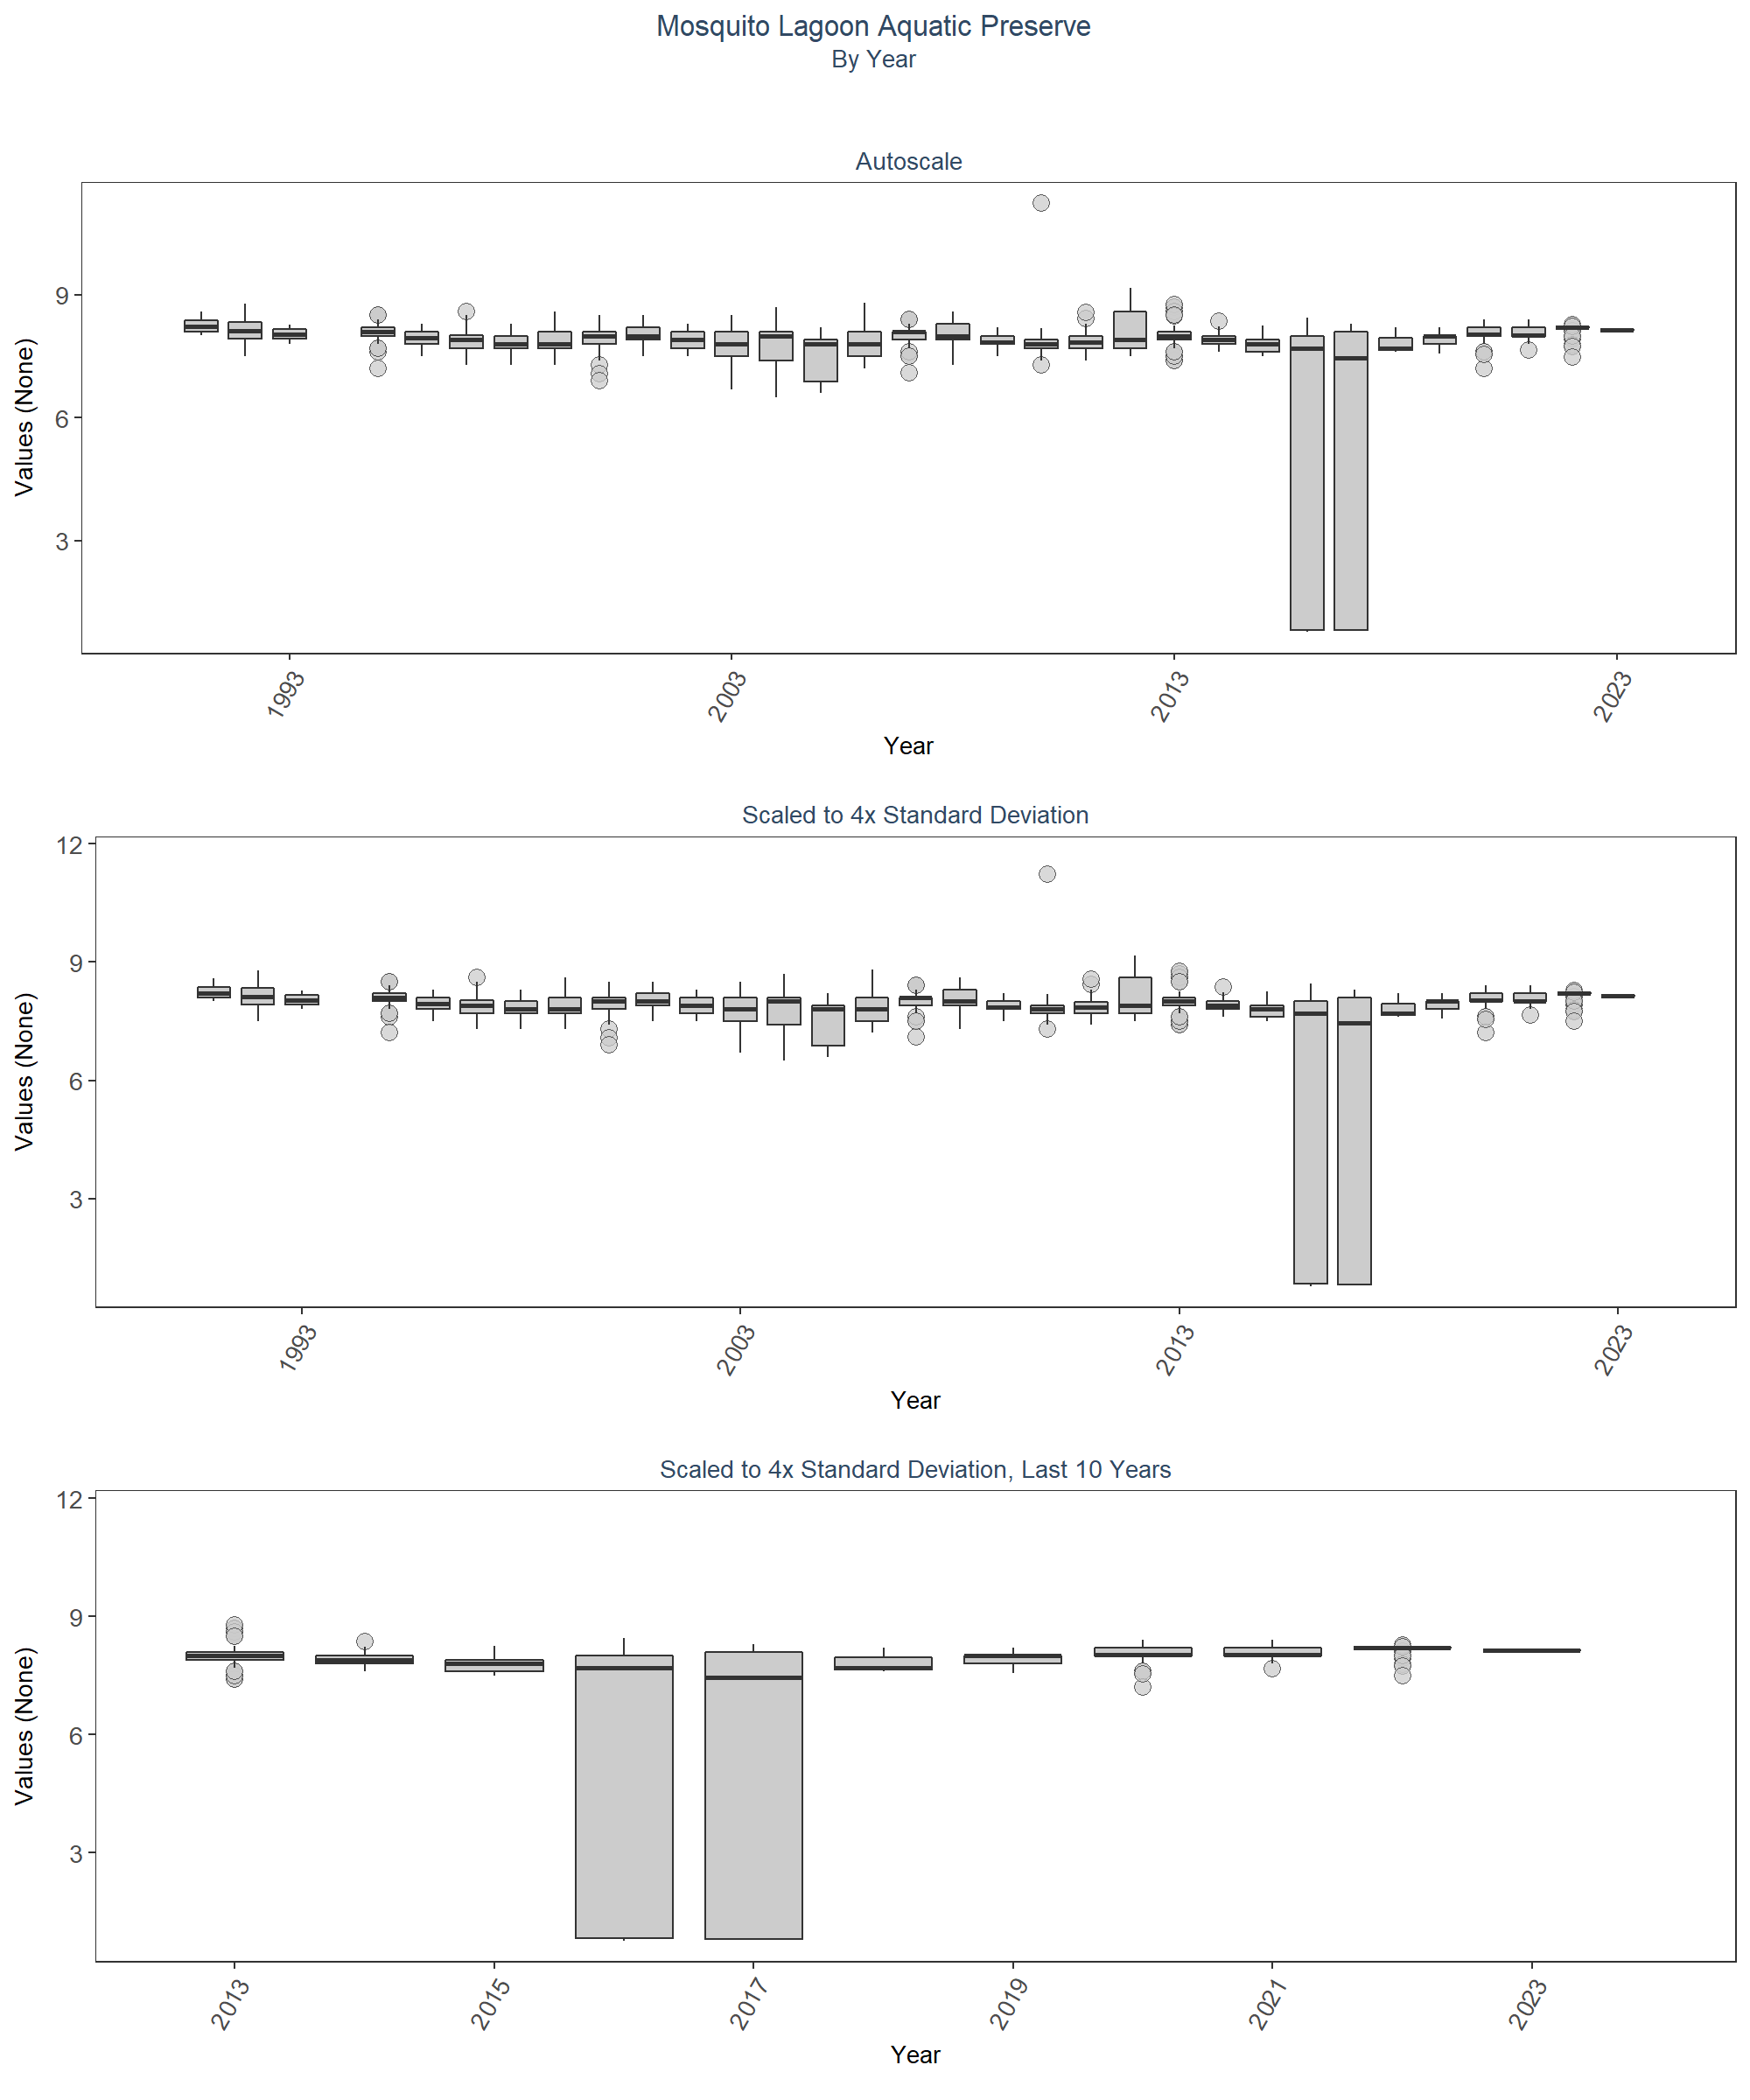 Mosquito Lagoon Aquatic Preserve
By Year
Autoscale
Values (None)
9
6
3
1993
2003
2013
2023
Year
Scaled to 4x Standard Deviation
Values (None)
12
9
6
3
1993
2003
2013
2023
Year
Scaled to 4x Standard Deviation, Last 10 Years
Values (None)
12
9
6
3
2013
2015
2017
2019
2021
2023
Year